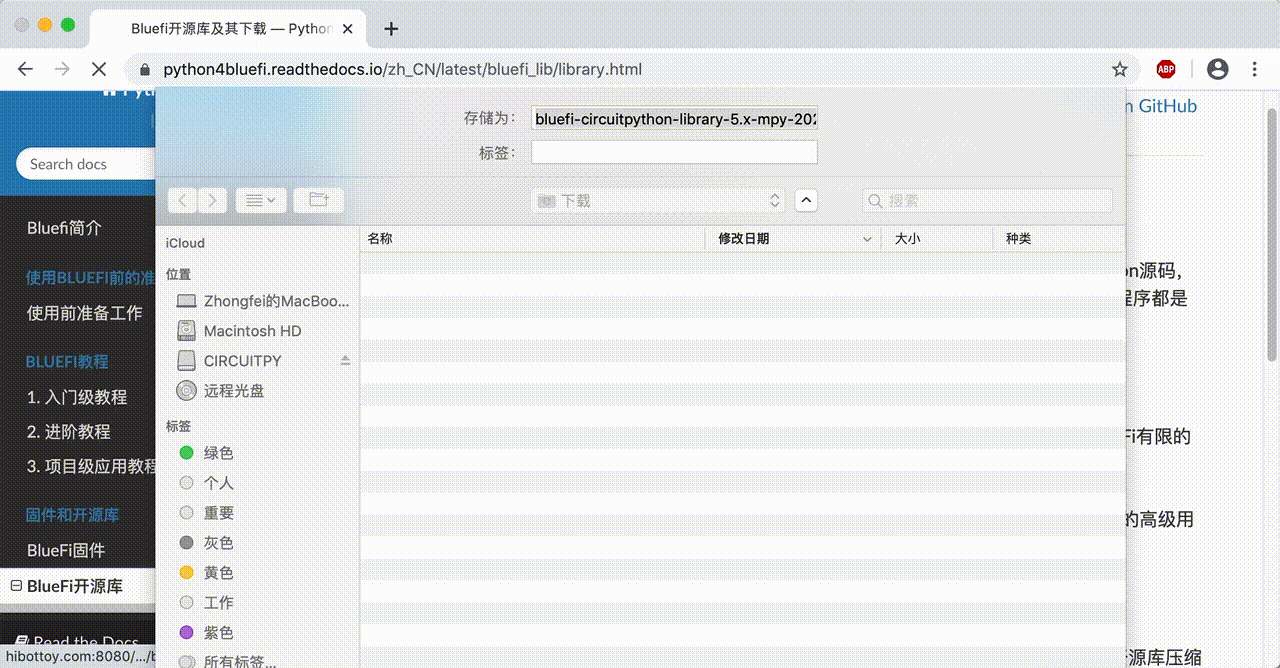 Bluefi开源库及其下载 — Python
python4bluefi.readthedocs.io/zh_CN/latest/bluefi_lib/library.html
ABP
n GitHub
存储为：
bluefi-circuitpython-library-5.x-mpy-202
标签：
Search docs
下载
搜索
Bluefi简介
使用BLUEFI前的准
使用前准备工作
BLUEFI教程
1. 入门级教程
2. 进阶教程
3. 项目级应用教程
固件和开源库
BlueFi固件
BlueFi开源库
Read the Docs
hibottoy.com:8080/.../b
iCloud
位置
Zhongfei的MacBoo...
Macintosh HD
CIRCUITPY
远程光盘
标签
绿色
个人
重要
灰色
黄色
工作
紫色
所有标签...
名称
修改日期
大小
种类
on源码,
程序都是
Fi有限的
的高级用
源库压缩